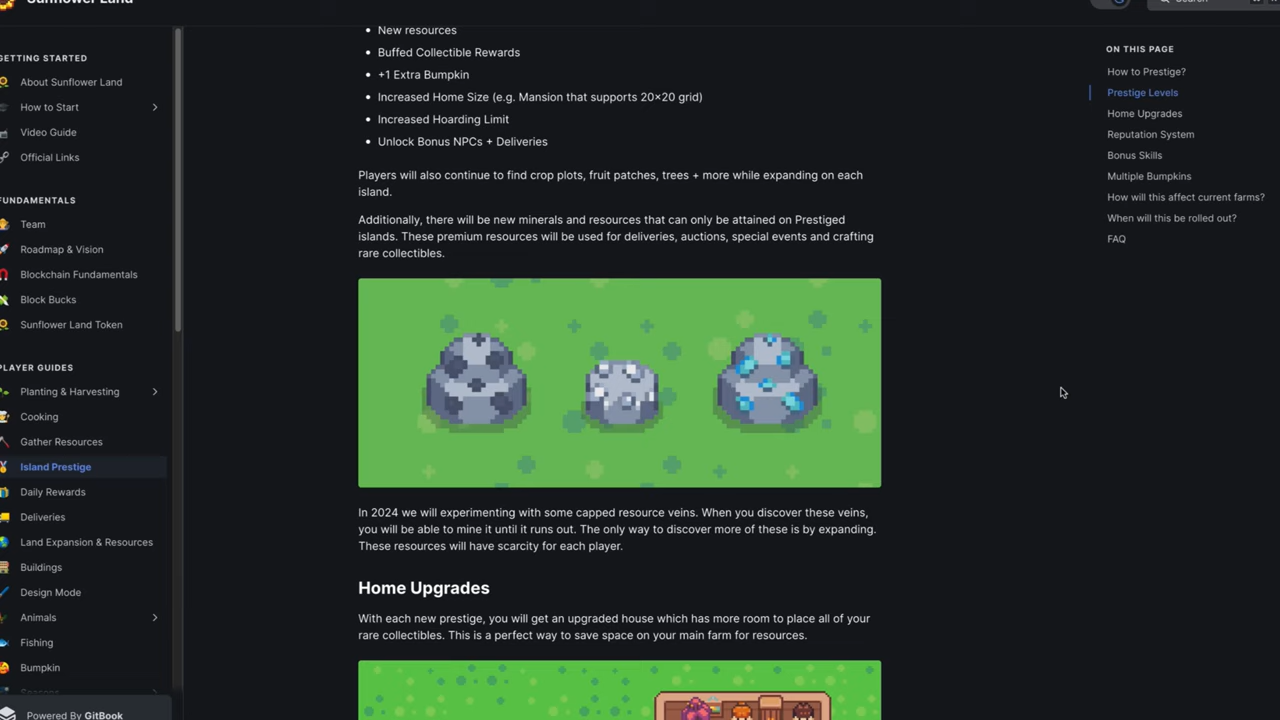 Sunflower Land
Search
GETTING STARTED
About Sunflower Land
How to Start
Video Guide
Official Links
FUNDAMENTALS
Team
Roadmap & Vision
Blockchain Fundamentals
Block Bucks
Sunflower Land Token
PLAYER GUIDES
Planting & Harvesting
Cooking
Gather Resources
Island Prestige
Daily Rewards
Deliveries
Land Expansion & Resources
Buildings
Design Mode
Animals
Fishing
Bumpkin
Seasons
Powered By GitBook
New resources
Buffed Collectible Rewards
+1 Extra Bumpkin
Increased Home Size (e.g. Mansion that supports 20×20 grid)
Increased Hoarding Limit
Unlock Bonus NPCs + Deliveries
Players will also continue to find crop plots, fruit patches, trees + more while expanding on each
island.
Additionally, there will be new minerals and resources that can only be attained on Prestiged
islands. These premium resources will be used for deliveries, auctions, special events and crafting
rare collectibles.
In 2024 we will experimenting with some capped resource veins. When you discover these veins,
you will be able to mine it until it runs out. The only way to discover more of these is by expanding.
These resources will have scarcity for each player.
Home Upgrades
With each new prestige, you will get an upgraded house which has more room to place all of your
rare collectibles. This is a perfect way to save space on your main farm for resources.
ON THIS PAGE
How to Prestige?
Prestige Levels
Home Upgrades
Reputation System
Bonus Skills
Multiple Bumpkins
How will this affect current farms?
When will this be rolled out?
FAQ